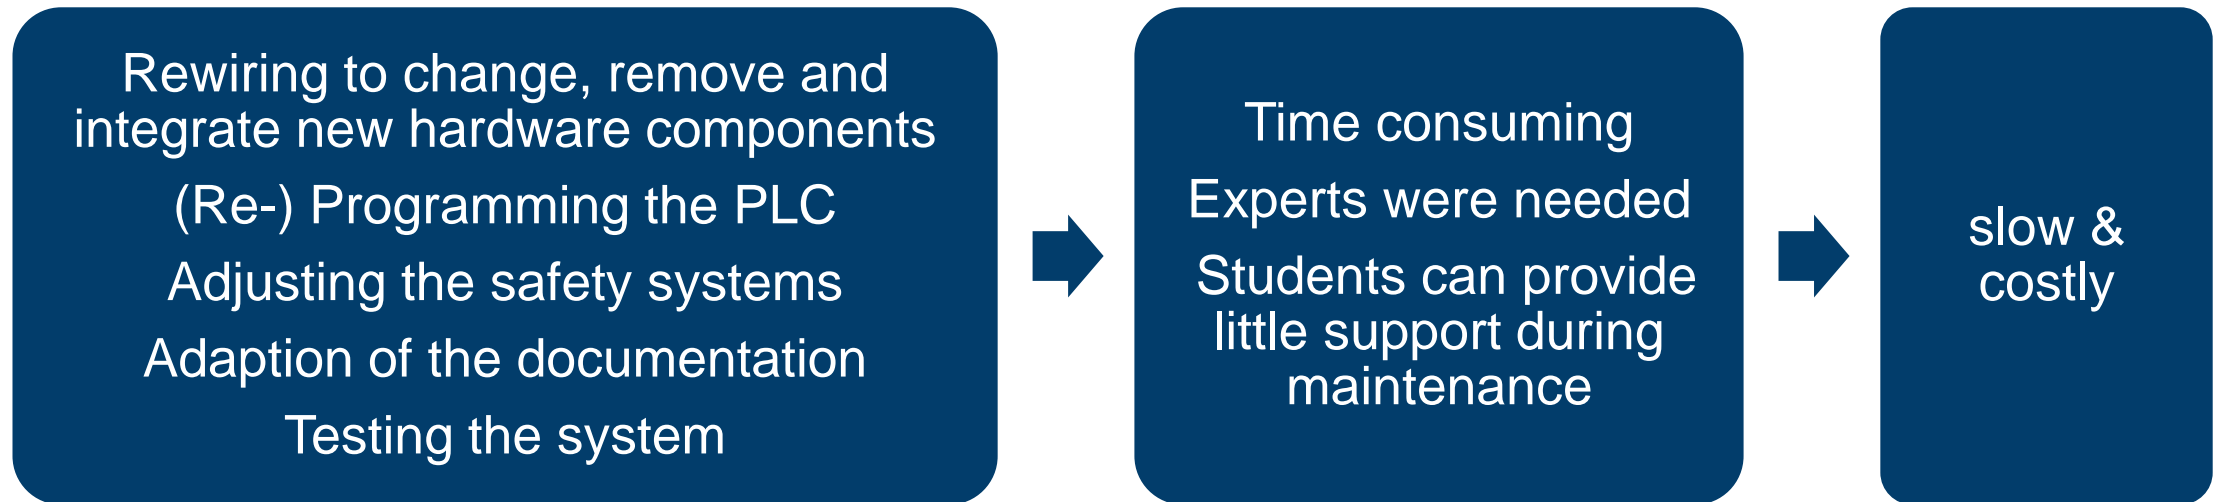 Rewiring to change, remove and
integrate new hardware components
(Re-) Programming the PLC
Adjusting the safety systems
Adaption of the documentation
Testing the system
Time consuming
Experts were needed
Students can provide
little support during
maintenance
slow &
costly